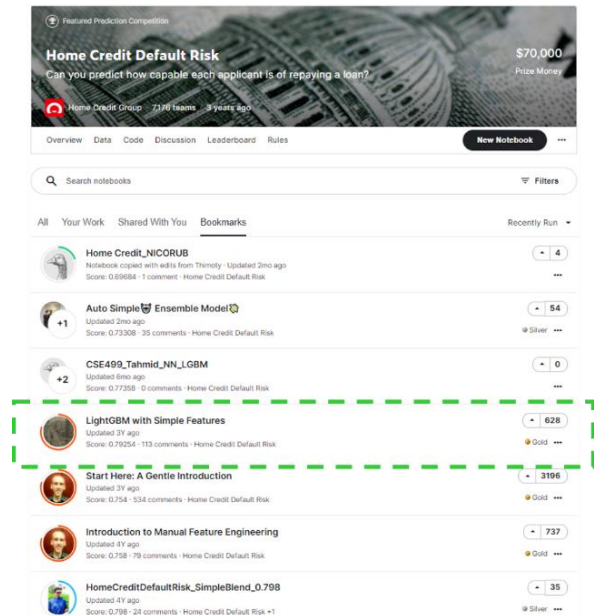 Featured Prediction Competition
Home Credit Default Risk
$70,000
Can you predict how capable each applicant is of repaying a loan?
Prize Money
Home Credit Group · 7,176 teams · 3 years ago
Overview Data Code Discussion Leaderboard Rules New Notebook
Search notebooks Filters
All Your Work Shared With You Bookmarks Recently Run
Home Credit_NICORUB 4
Notebook copied with edits from Thimoty · Updated 2mo ago
Score: 0.69684 · 1 comment · Home Credit Default Risk
Auto Simple Ensemble Model 54
+1 Updated 2mo ago
Score: 0.73308 · 35 comments · Home Credit Default Risk Silver
CSE499_Tahmid_NN_LGBM 0
+2 Updated 6mo ago
Score: 0.77358 · 0 comments · Home Credit Default Risk
LightGBM with Simple Features 628
Updated 3Y ago
Score: 0.79254 · 113 comments · Home Credit Default Risk Gold
Start Here: A Gentle Introduction 3196
Updated 3Y ago
Score: 0.754 · 534 comments · Home Credit Default Risk Gold
Introduction to Manual Feature Engineering 737
Updated 4Y ago
Score: 0.758 · 79 comments · Home Credit Default Risk Gold
HomeCreditDefaultRisk_SimpleBlend_0.798 35
Updated 4Y ago
Score: 0.798 · 24 comments · Home Credit Default Risk +1 Silver